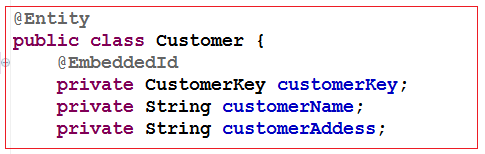 @Entity
public class Customer {
@EmbeddedId
private CustomerKey customerKey;
private String customerName;
private String customerAddess;